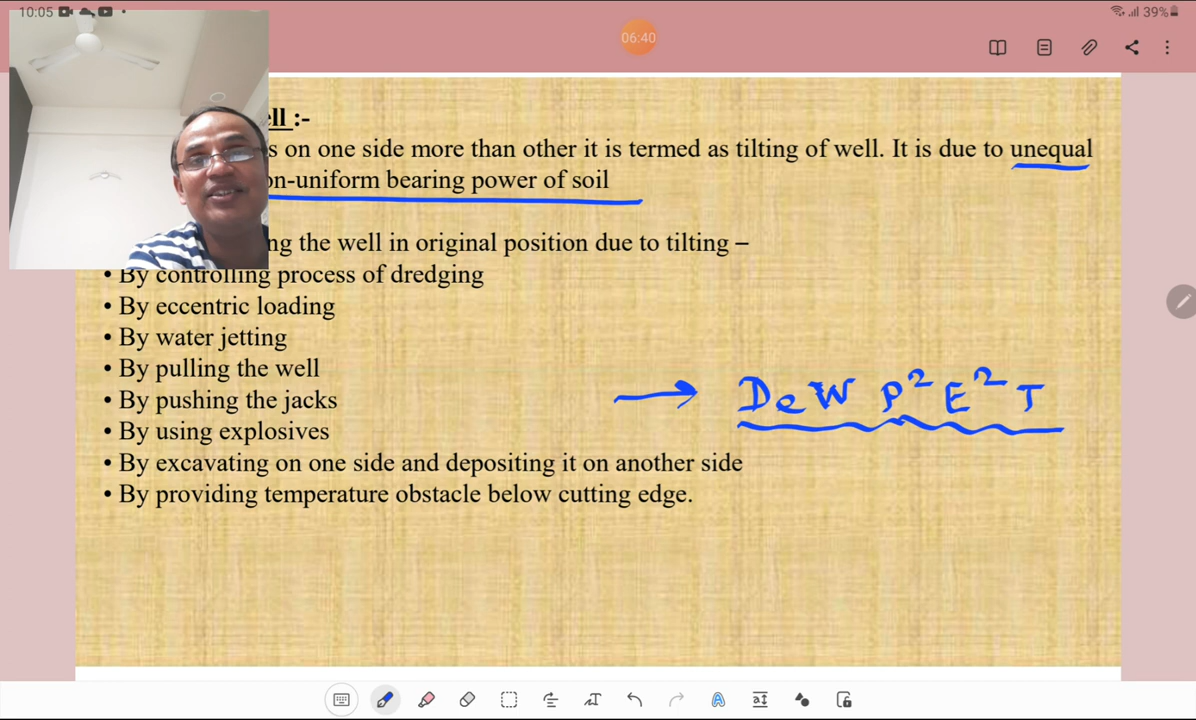 10:05
39%
06:40
ell :-
s on one side more than other it is termed as tilting of well. It is due to unequal
on-uniform bearing power of soil
ng the well in original position due to tilting –
• By controlling process of dredging
• By eccentric loading
• By water jetting
• By pulling the well
• By pushing the jacks
• By using explosives
• By excavating on one side and depositing it on another side
• By providing temperature obstacle below cutting edge.
→ DeW P² E² T